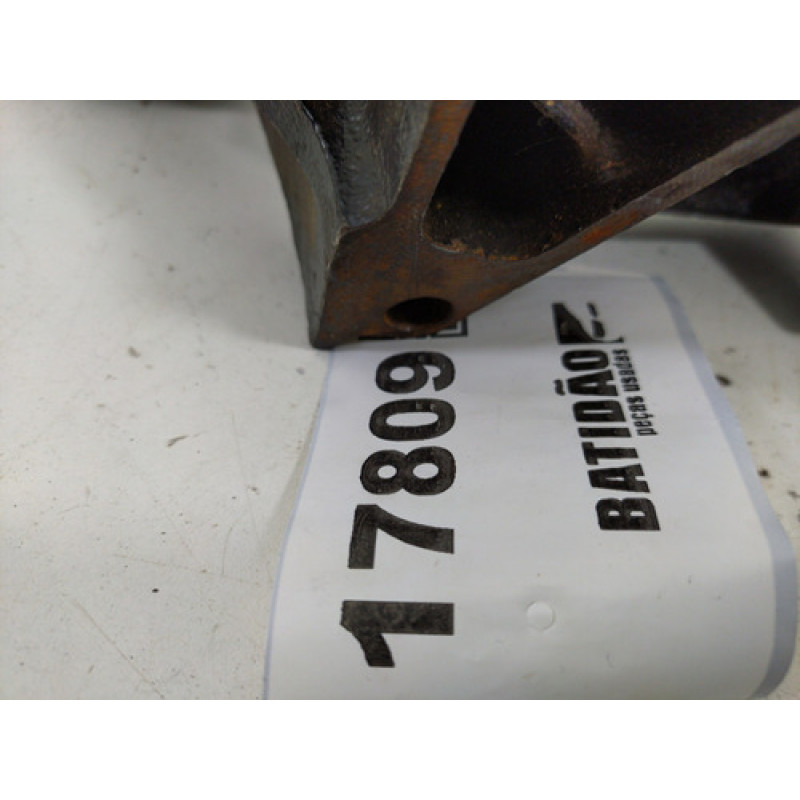 17809
BATIDÃO
peças usadas